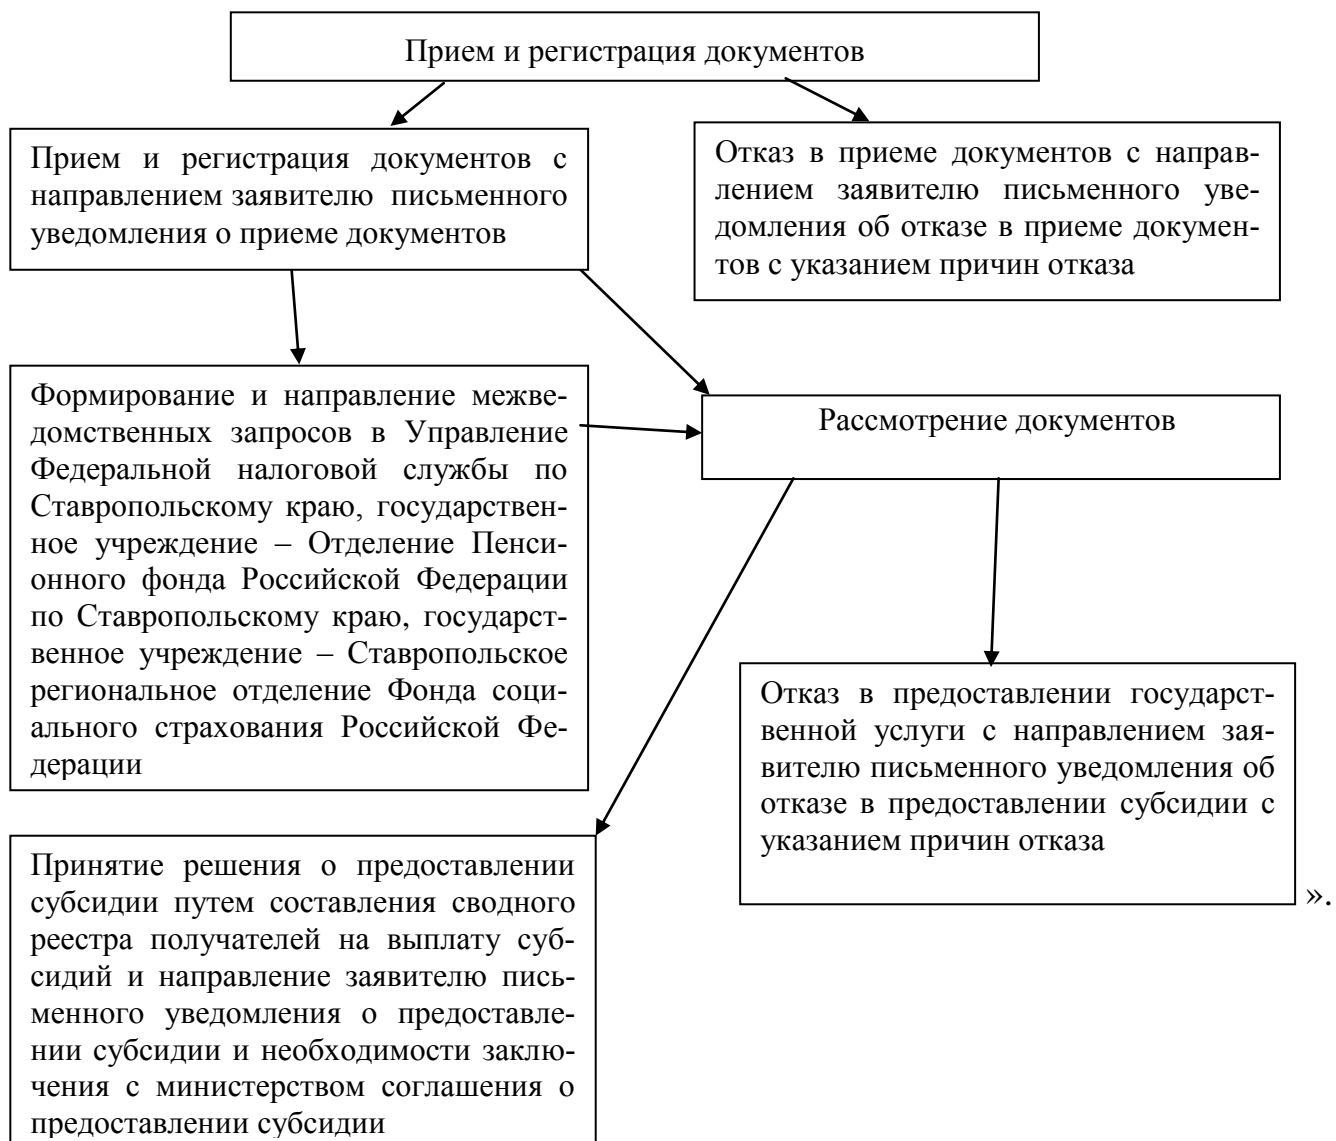 Прием и регистрация документов
Прием и регистрация документов с
направлением заявителю письменного
уведомления о приеме документов
Отказ в приеме документов с направ-
лением заявителю письменного уве-
домления об отказе в приеме докумен-
тов с указанием причин отказа
Формирование и направление межве-
домственных запросов в Управление
Федеральной налоговой службы по
Ставропольскому краю, государствен-
ное учреждение – Отделение Пенси-
онного фонда Российской Федерации
по Ставропольскому краю, государст-
венное учреждение – Ставропольское
региональное отделение Фонда соци-
ального страхования Российской Фе-
дерации
Рассмотрение документов
Отказ в предоставлении государст-
венной услуги с направлением зая-
вителю письменного уведомления об
отказе в предоставлении субсидии с
указанием причин отказа
».
Принятие решения о предоставлении
субсидии путем составления сводного
реестра получателей на выплату суб-
сидий и направление заявителю пись-
менного уведомления о предоставле-
нии субсидии и необходимости заклю-
чения с министерством соглашения о
предоставлении субсидии